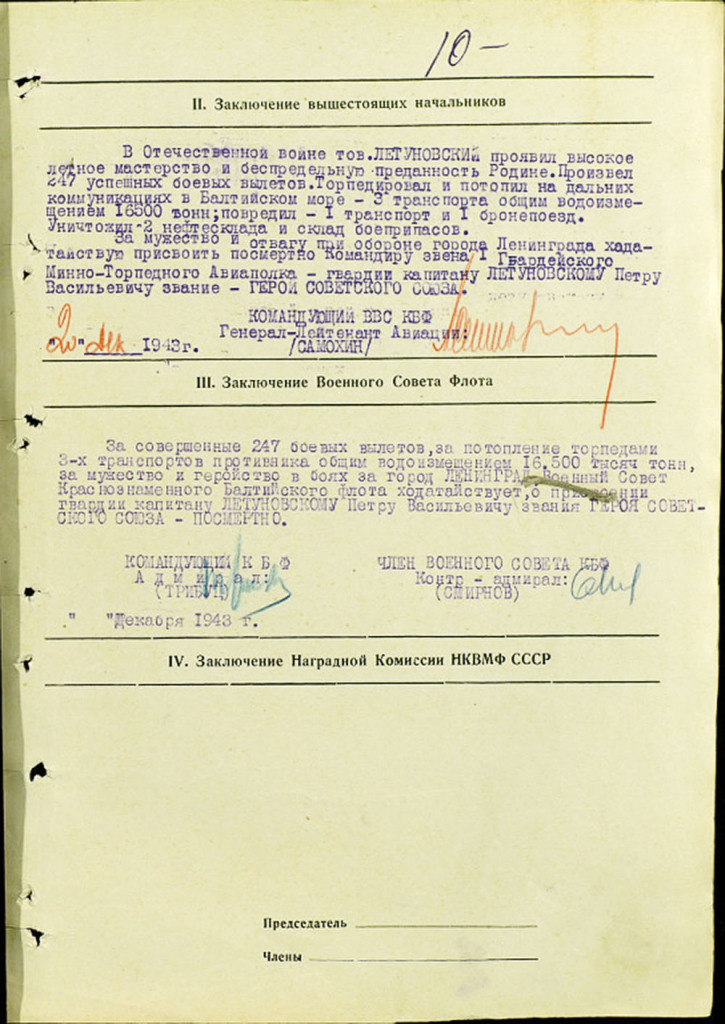 10-
II. Заключение вышестоящих начальников
В Отечественной войне тов.ЛЕТУНОВСКИЙ проявил высокое
летное мастерство и беспредельную преданность Родине.Произвел
247 успешных боевых вылетов.Торпедировал и потопил на дальних
коммуникациях в Балтийском море - 3 транспорта общим водоизме-
щением 16500 тонн;повредил - I транспорт и I бронепоезд.
Уничтожил-2 нефтесклада и склад боеприпасов.
За мужество и отвагу при обороне города Ленинграда хода-
тайствую присвоить посмертно Командиру звена I Гвардейского
Минно-Торпедного Авиаполка - гвардии капитану ЛЕТУНОВСКОМУ Петру
Васильевичу звание - ГЕРОЙ СОВЕТСКОГО СОЮЗА.
КОМАНДУЮЩИЙ ВВС КБФ
Генерал-Лейтенант Авиации:
"20" дек 1943г. /САМОХИН/
III. Заключение Военного Совета Флота
За совершенные 247 боевых вылетов,за потопление торпедами
3-х транспортов противника общим водоизмещением 16.500 тысяч тонн,
за мужество и геройство в боях за город ЛЕНИНГРАД Военный Совет
Краснознаменного Балтийского флота ходатайствует,о присвоении
гвардии капитану ЛЕТУНОВСКОМУ Петру Васильевичу звания ГЕРОЯ СОВЕТ-
СКОГО СОЮЗА - ПОСМЕРТНО.
КОМАНДУЮЩИЙ К Б Ф ЧЛЕН ВОЕННОГО СОВЕТА КБФ
А д м и р а л: Контр - адмирал:
(ТРИБУЦ) (СМИРНОВ)
" "Декабря 1943 г.
IV. Заключение Наградной Комиссии НКВМФ СССР
Председатель
Члены